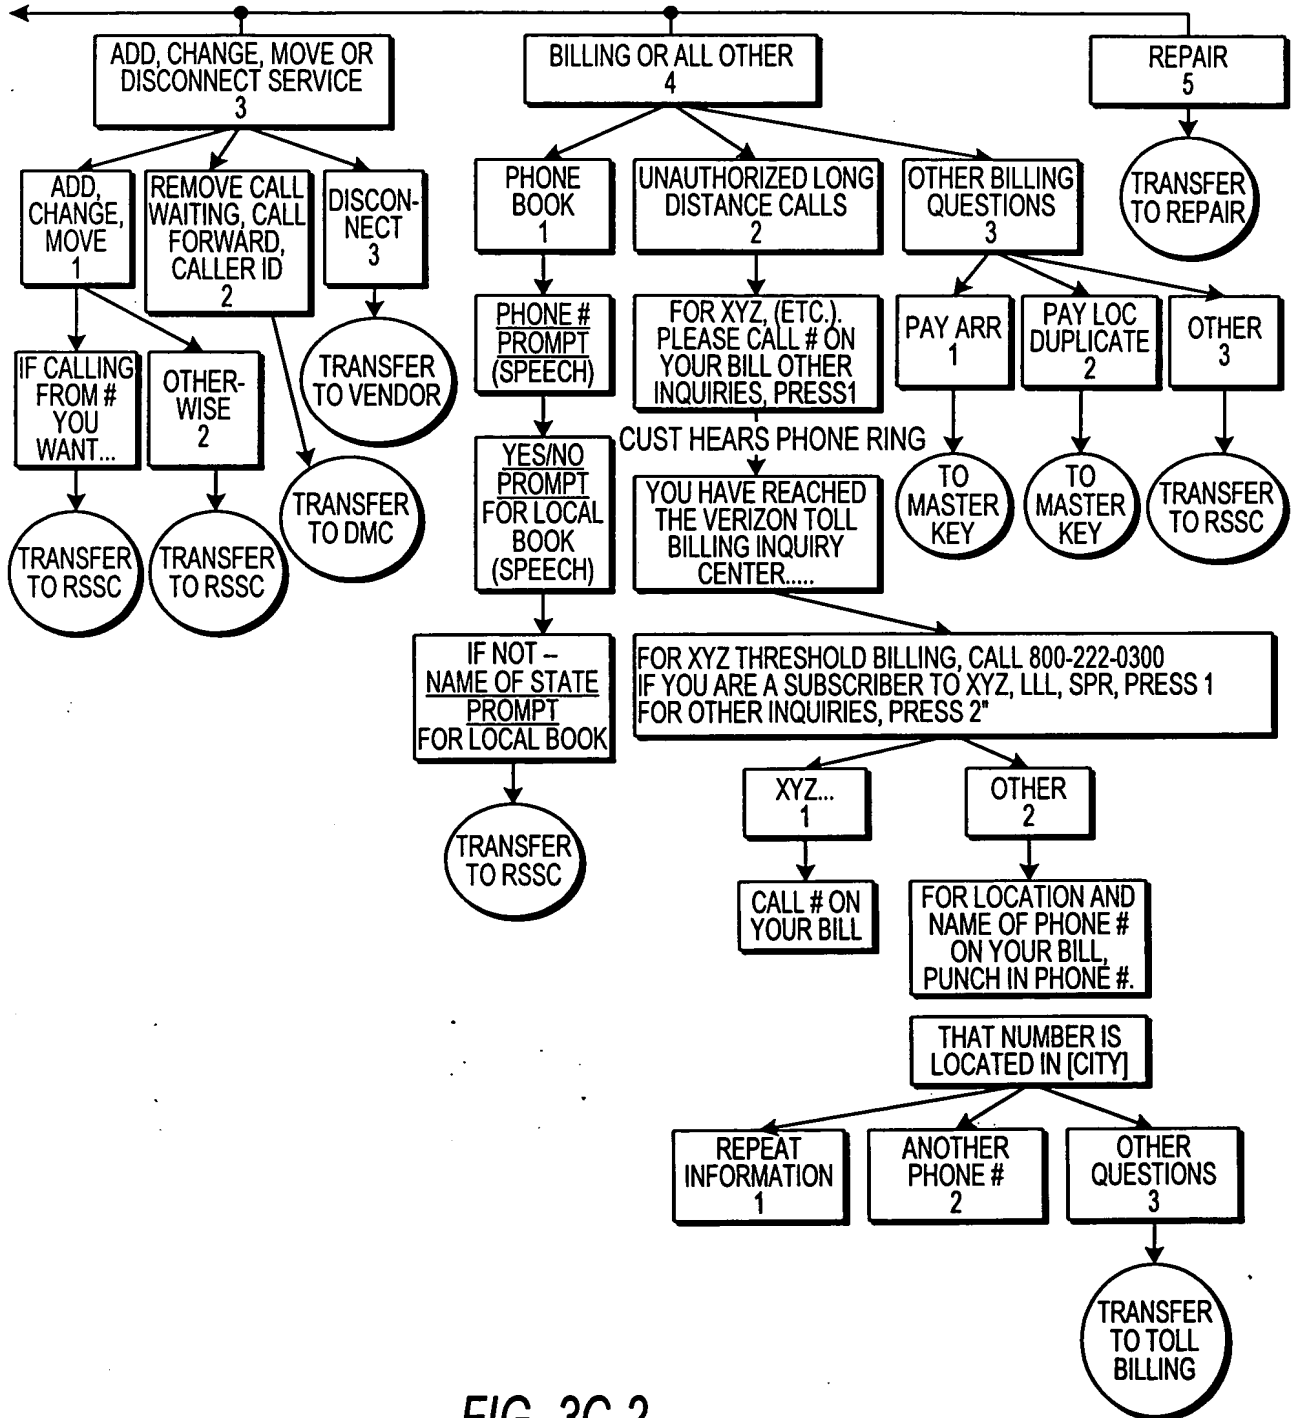 ADD, CHANGE, MOVE OR
DISCONNECT SERVICE
3
BILLING OR ALL OTHER
4
REPAIR
5
ADD,
CHANGE,
MOVE
1
REMOVE CALL
WAITING, CALL
FORWARD,
CALLER ID
2
DISCON-
NECT
3
PHONE
BOOK
1
UNAUTHORIZED LONG
DISTANCE CALLS
2
OTHER BILLING
QUESTIONS
3
TRANSFER
TO REPAIR
IF CALLING
FROM #
YOU
WANT...
OTHER-
WISE
2
TRANSFER
TO VENDOR
PHONE #
PROMPT
(SPEECH)
FOR XYZ, (ETC.).
PLEASE CALL # ON
YOUR BILL OTHER
INQUIRIES, PRESS1
PAY ARR
1
PAY LOC
DUPLICATE
2
OTHER
3
CUST HEARS PHONE RING
TRANSFER
TO RSSC
TRANSFER
TO RSSC
TRANSFER
TO DMC
YES/NO
PROMPT
FOR LOCAL
BOOK
(SPEECH)
YOU HAVE REACHED
THE VERIZON TOLL
BILLING INQUIRY
CENTER.....
TO
MASTER
KEY
TO
MASTER
KEY
TRANSFER
TO RSSC
IF NOT –
NAME OF STATE
PROMPT
FOR LOCAL BOOK
FOR XYZ THRESHOLD BILLING, CALL 800-222-0300
IF YOU ARE A SUBSCRIBER TO XYZ, LLL, SPR, PRESS 1
FOR OTHER INQUIRIES, PRESS 2"
TRANSFER
TO RSSC
XYZ...
1
OTHER
2
CALL # ON
YOUR BILL
FOR LOCATION AND
NAME OF PHONE #
ON YOUR BILL,
PUNCH IN PHONE #.
THAT NUMBER IS
LOCATED IN [CITY]
REPEAT
INFORMATION
1
ANOTHER
PHONE #
2
OTHER
QUESTIONS
3
TRANSFER
TO TOLL
BILLING
FIG. 3C-2